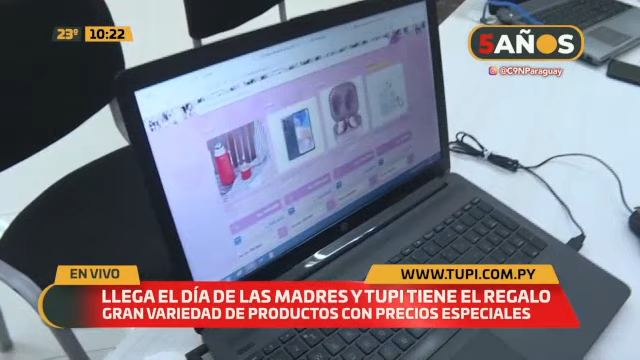 23º 10:22
5AÑOS
@C9NParaguay
EN VIVO
WWW.TUPI.COM.PY
LLEGA EL DÍA DE LAS MADRES Y TUPI TIENE EL REGALO
GRAN VARIEDAD DE PRODUCTOS CON PRECIOS ESPECIALES